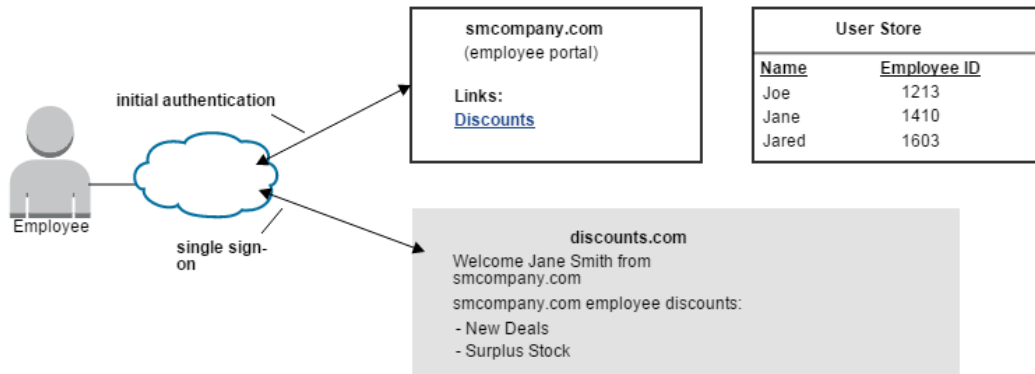 smcompany.com
(employee portal)
Links:
Discounts
User Store
Name Employee ID
Joe 1213
Jane 1410
Jared 1603
initial authentication
Employee
single sign-
on
discounts.com
Welcome Jane Smith from
smcompany.com
smcompany.com employee discounts:
- New Deals
- Surplus Stock